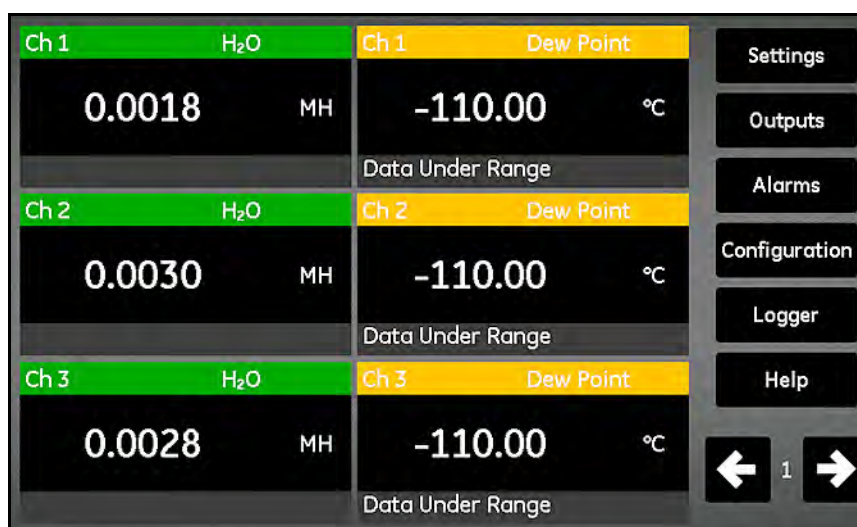 Ch 1 H₂O
0.0018 MH
Ch 1 Dew Point
-110.00 °C
Data Under Range
Ch 2 H₂O
0.0030 MH
Ch 2 Dew Point
-110.00 °C
Data Under Range
Ch 3 H₂O
0.0028 MH
Ch 3 Dew Point
-110.00 °C
Data Under Range
Settings
Outputs
Alarms
Configuration
Logger
Help
1